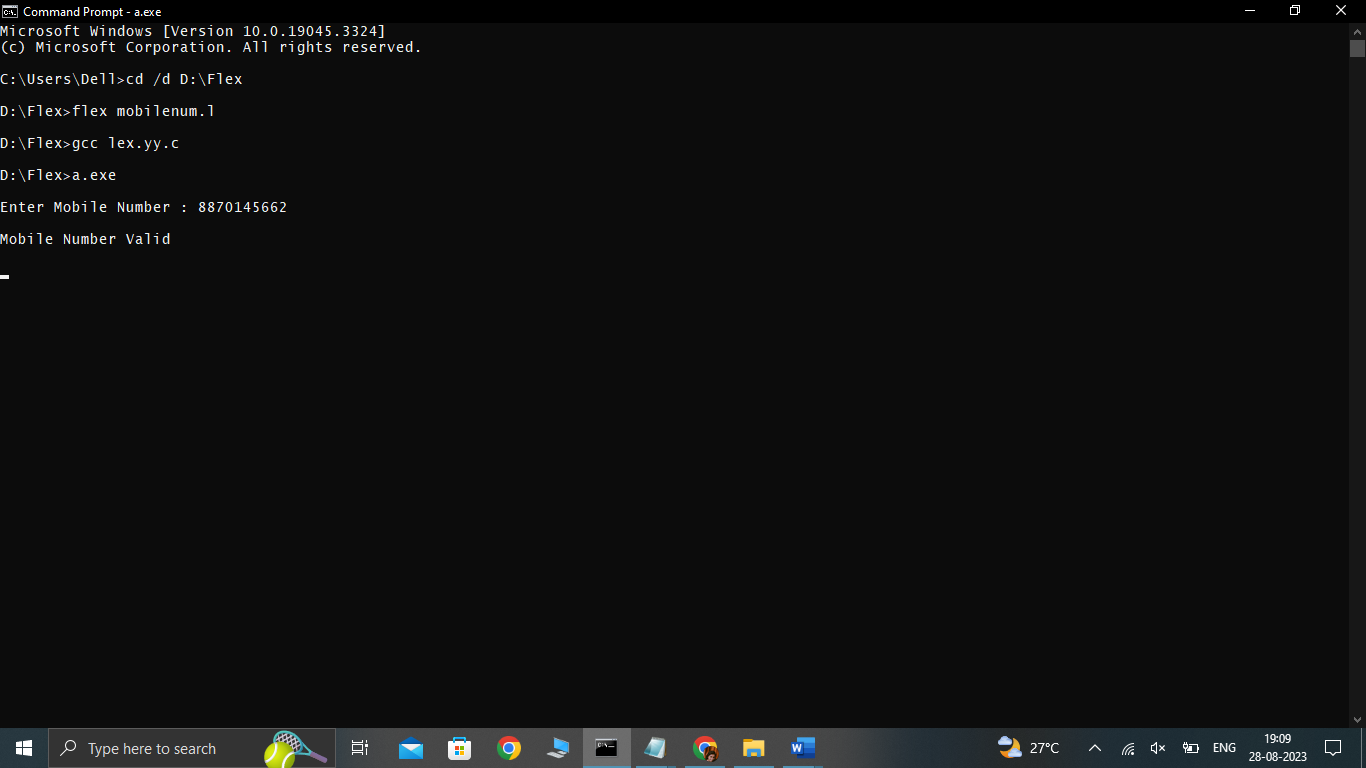 Command Prompt - a.exe
Microsoft Windows [Version 10.0.19045.3324]
(c) Microsoft Corporation. All rights reserved.
C:\Users\Dell>cd /d D:\Flex
D:\Flex>flex mobilenum.l
D:\Flex>gcc lex.yy.c
D:\Flex>a.exe
Enter Mobile Number : 8870145662
Mobile Number Valid
Type here to search
27°C
ENG
19:09
28-08-2023